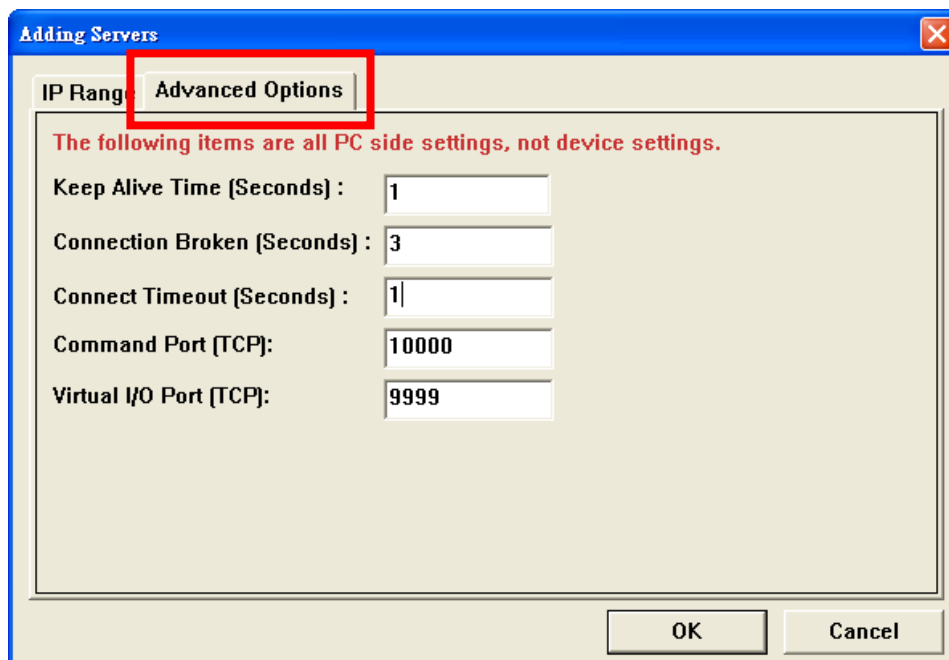 Adding Servers
IP Range Advanced Options
The following items are all PC side settings, not device settings.
Keep Alive Time (Seconds) : 1
Connection Broken (Seconds) : 3
Connect Timeout (Seconds) : 1
Command Port (TCP): 10000
Virtual I/O Port (TCP): 9999
OK Cancel